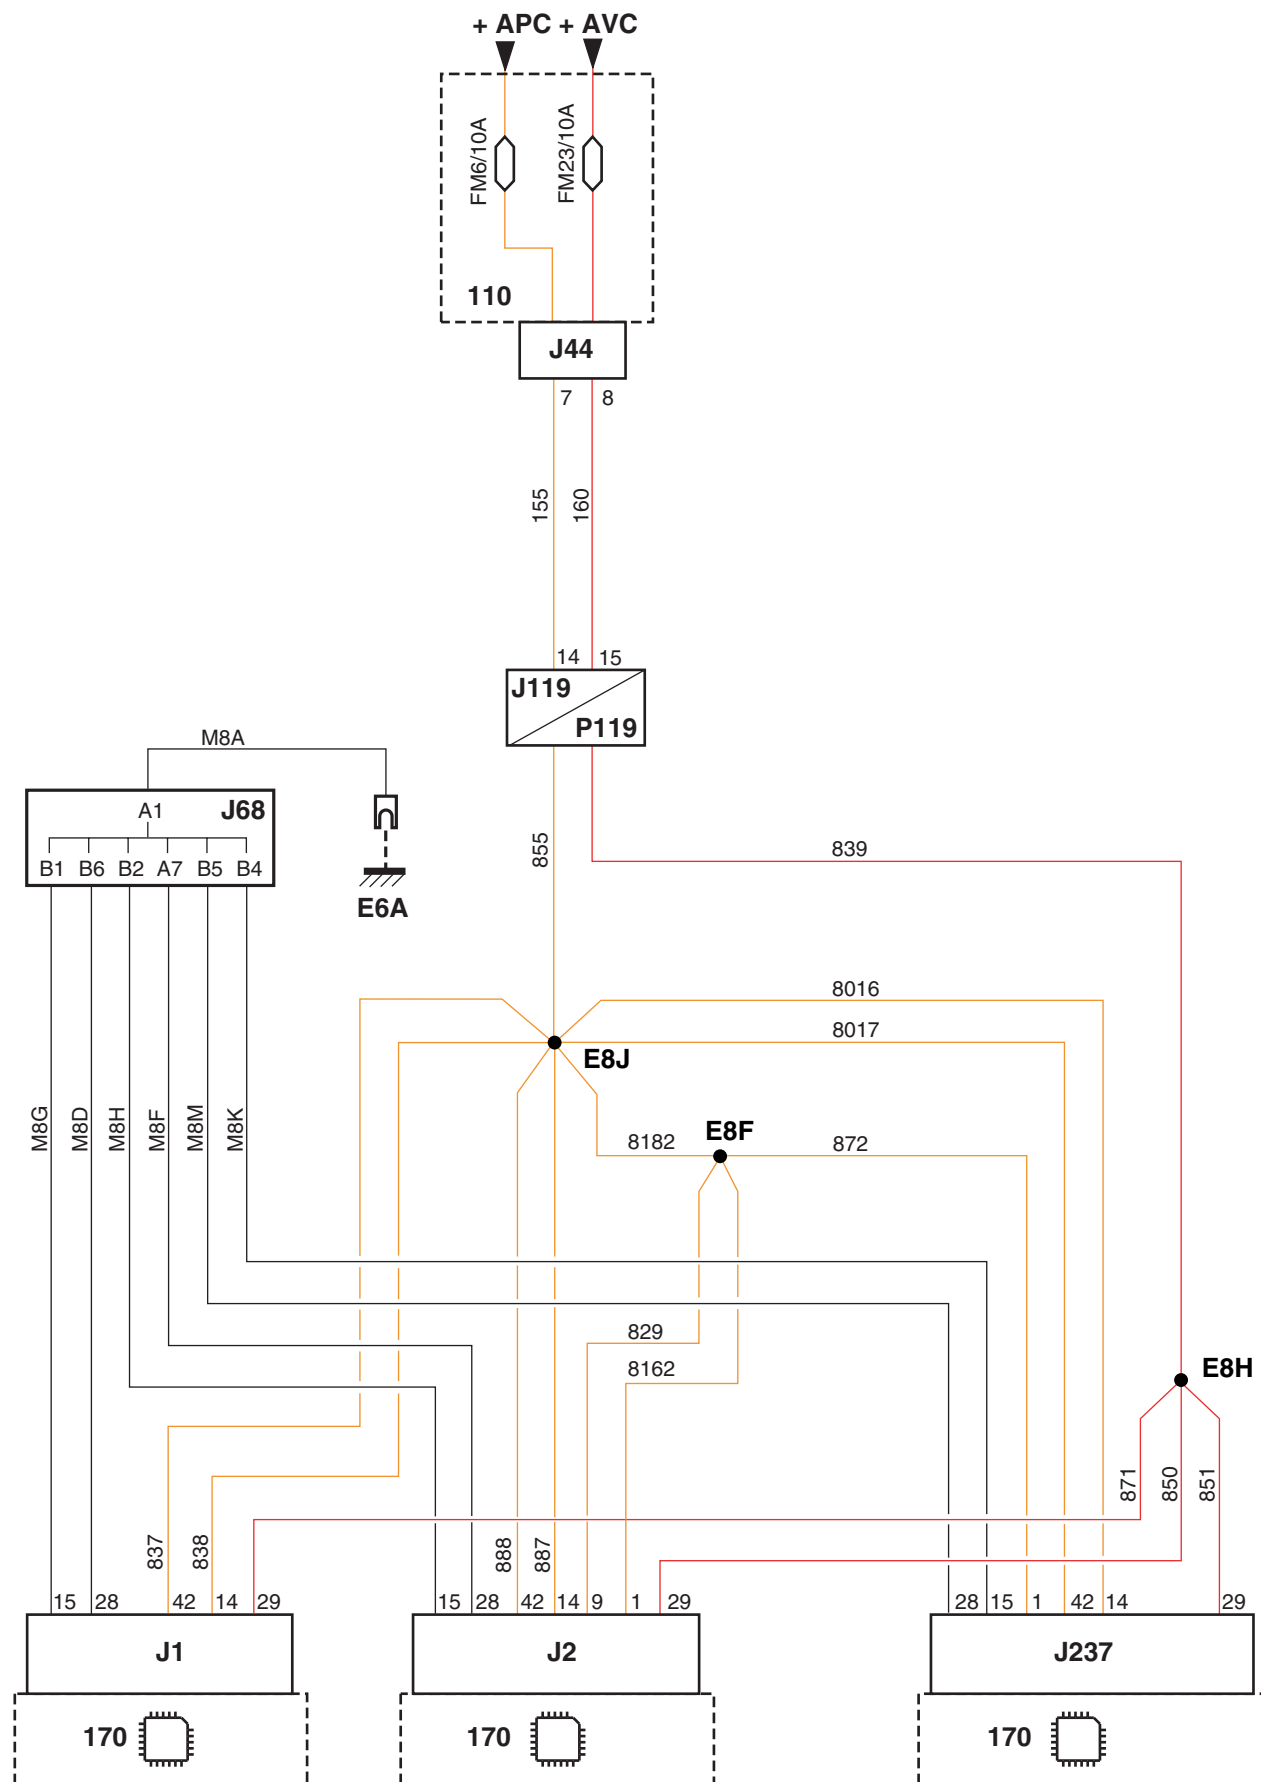 + APC + AVC
FM6/10A
FM23/10A
110
J44
7 8
155
160
14 15
J119
P119
M8A
A1 J68
B1 B6 B2 A7 B5 B4
E6A
855
839
8016
8017
E8J
E8F
8182
872
M8G
M8D
M8H
M8F
M8M
M8K
829
8162
E8H
871
850
851
837
838
888
887
15 28 42 14 29
15 28 42 14 9 1 29
28 15 1 42 14 29
J1
J2
J237
170
170
170